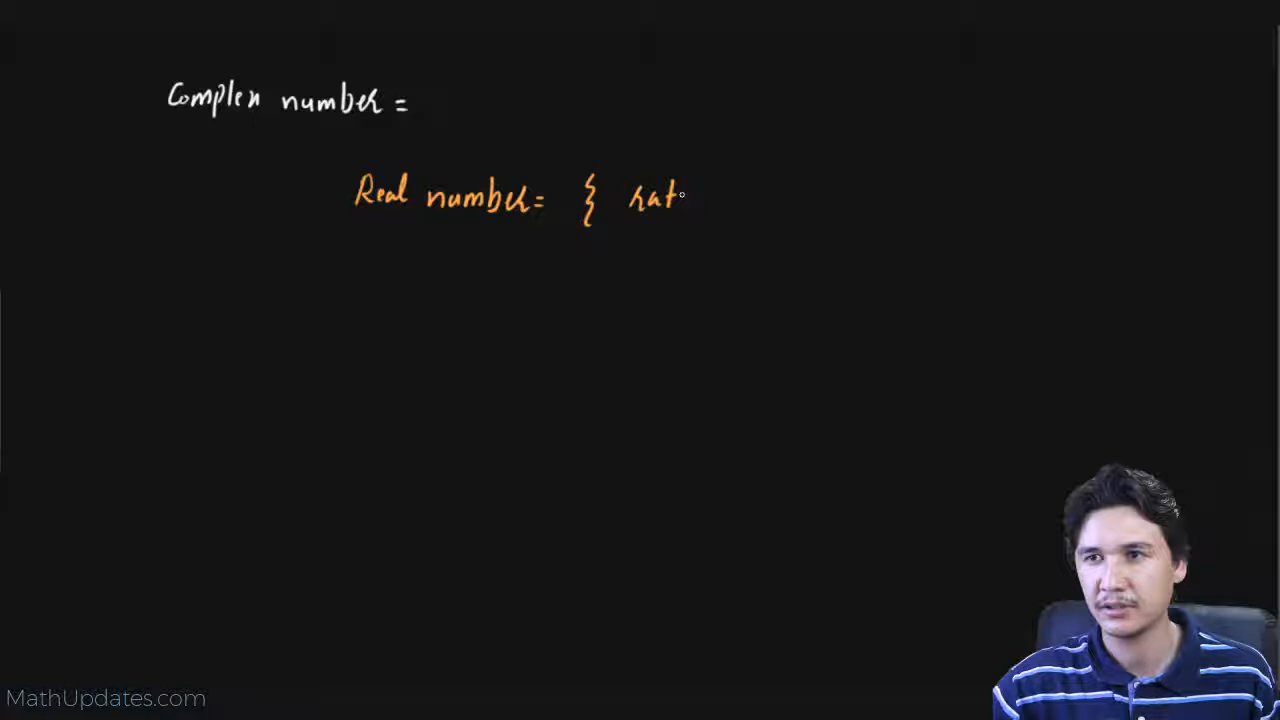 Complex number =
Real number = { rat
MathUpdates.com